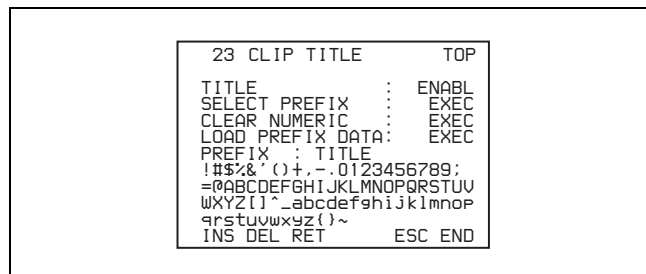 23 CLIP TITLE TOP
TITLE : ENABL
SELECT PREFIX : EXEC
CLEAR NUMERIC : EXEC
LOAD PREFIX DATA: EXEC
PREFIX : TITLE
!#$%&´()+,-.0123456789;
=@ABCDEFGHIJKLMNOPQRSTUV
WXYZ[]^_abcdefghijklmnop
qrstuvwxyz{}~
INS DEL RET ESC END